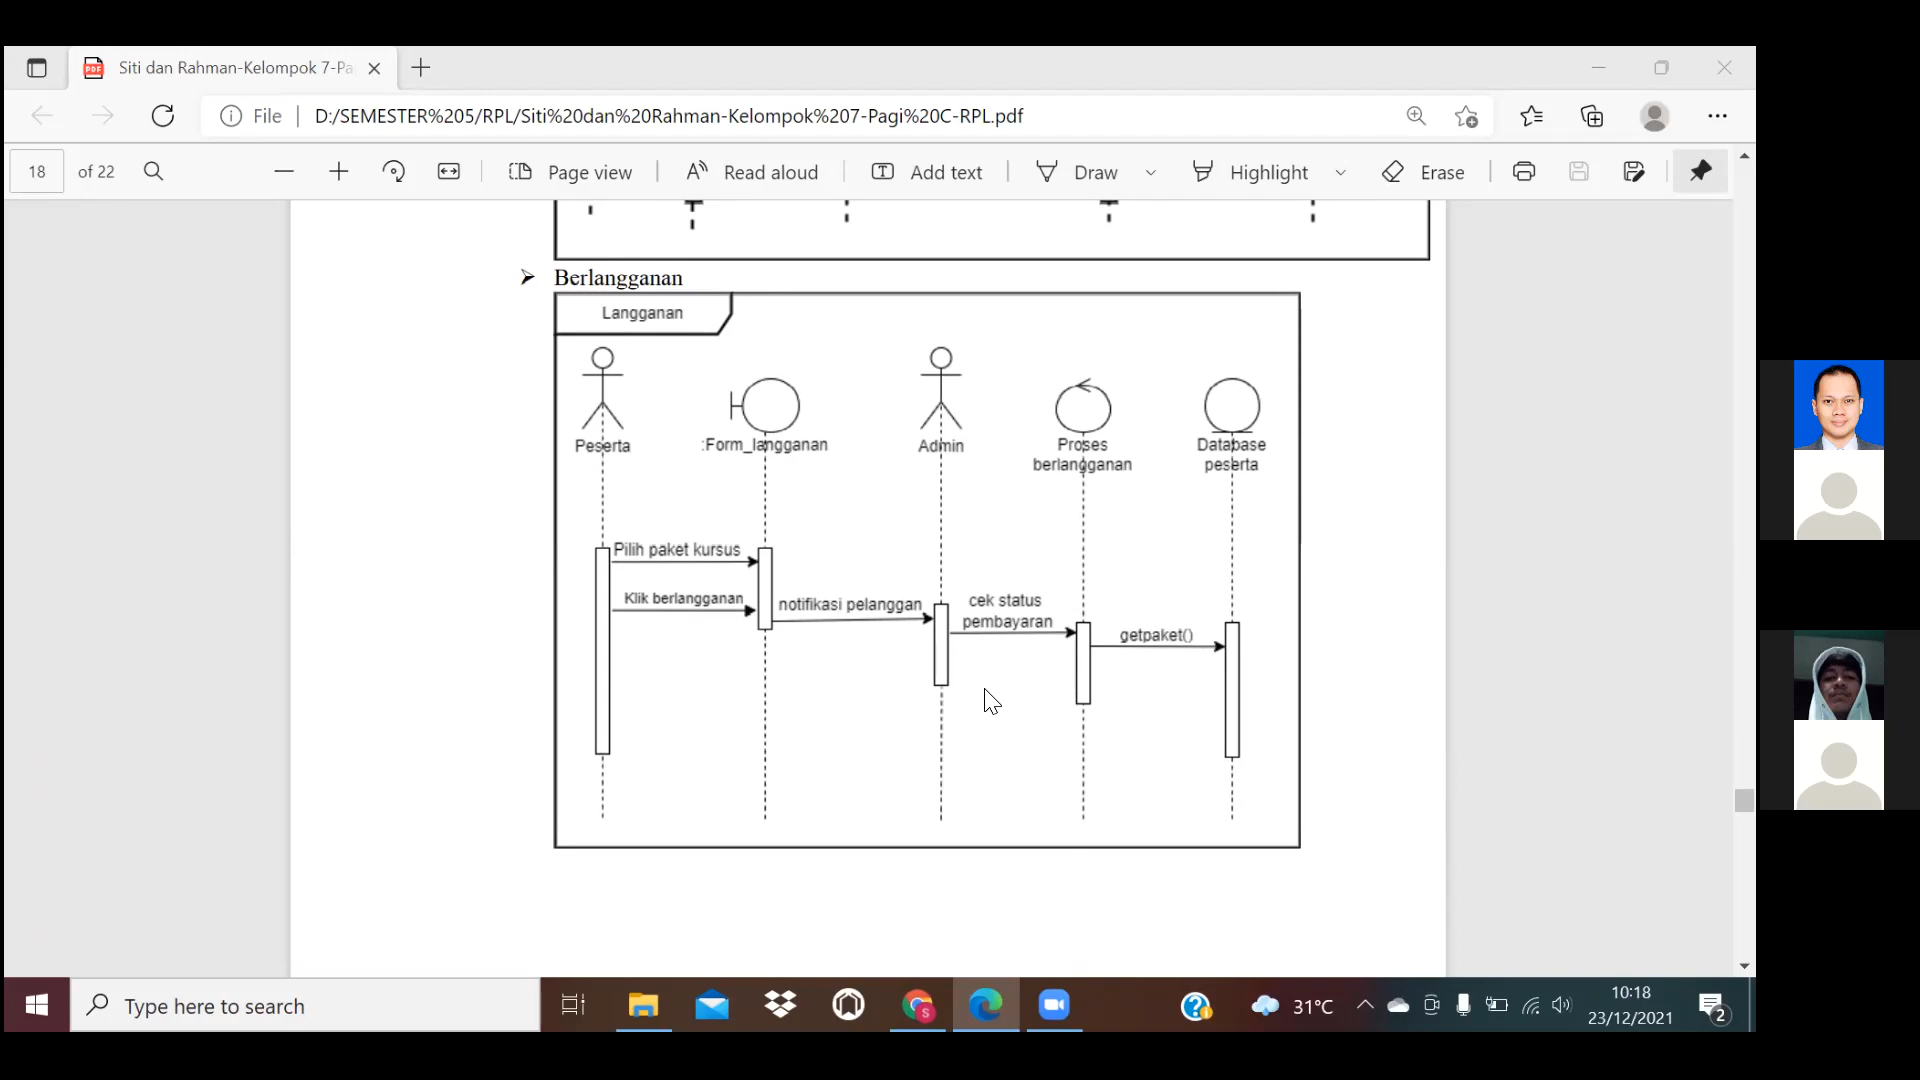 Siti dan Rahman-Kelompok 7-Pa
File
D:/SEMESTER%205/RPL/Siti%20dan%20Rahman-Kelompok%207-Pagi%20C-RPL.pdf
18 of 22
Page view
Read aloud
Add text
Draw
Highlight
Erase
➤ Berlangganan
Langganan
Peserta
:Form_langganan
Admin
Proses
berlangganan
Database
peserta
Pilih paket kursus
Klik berlangganan
notifikasi pelanggan
cek status
pembayaran
getpaket()
Type here to search
31°C
10:18
23/12/2021
2